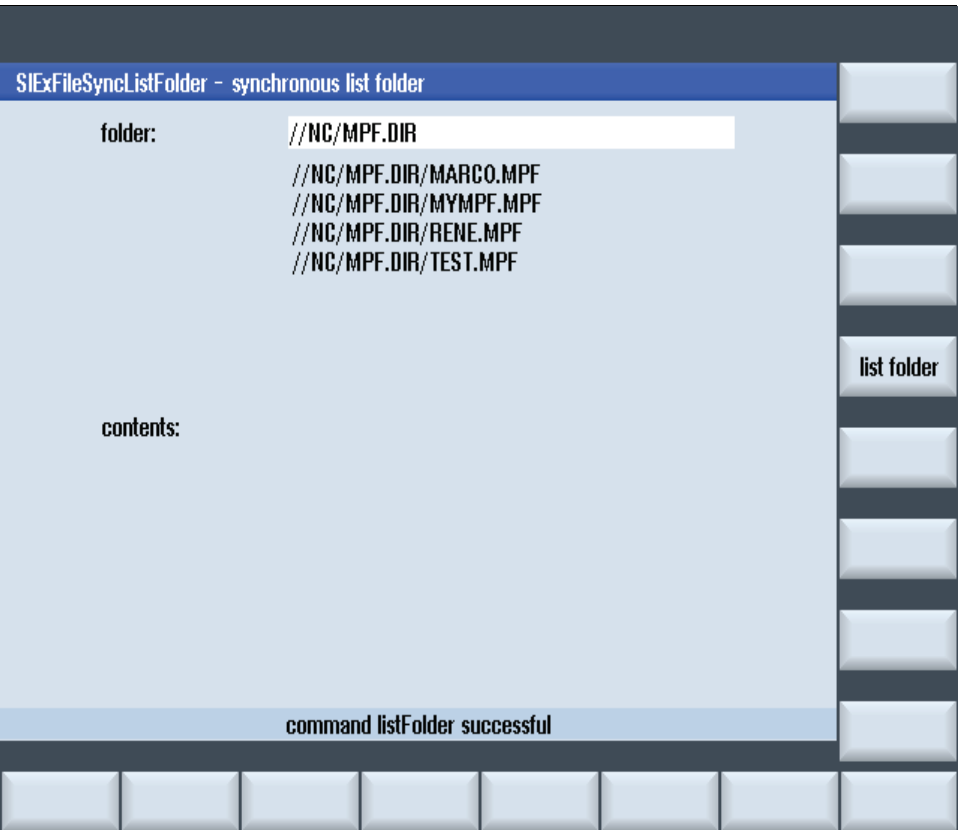 SlExFileSyncListFolder - synchronous list folder
folder: //NC/MPF.DIR
//NC/MPF.DIR/MARCO.MPF
//NC/MPF.DIR/MYMPF.MPF
//NC/MPF.DIR/RENE.MPF
//NC/MPF.DIR/TEST.MPF
list folder
contents:
command listFolder successful